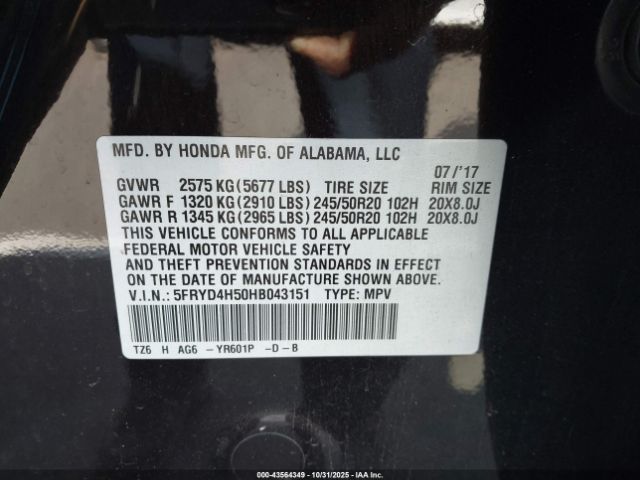 MFD. BY HONDA MFG. OF ALABAMA, LLC 07/'17
GVWR 2575 KG (5677 LBS) TIRE SIZE RIM SIZE
GAWR F 1320 KG (2910 LBS) 245/50R20 102H 20X8.0J
GAWR R 1345 KG (2965 LBS) 245/50R20 102H 20X8.0J
THIS VEHICLE CONFORMS TO ALL APPLICABLE
FEDERAL MOTOR VEHICLE SAFETY
AND THEFT PREVENTION STANDARDS IN EFFECT
ON THE DATE OF MANUFACTURE SHOWN ABOVE.
V.I.N.: 5FRYD4H50HB043151 TYPE: MPV
TZ6 H AG6 -YR601P -D-B
000-43564349 - 10/31/2025 - COPYRIGHT IAA, LLC.